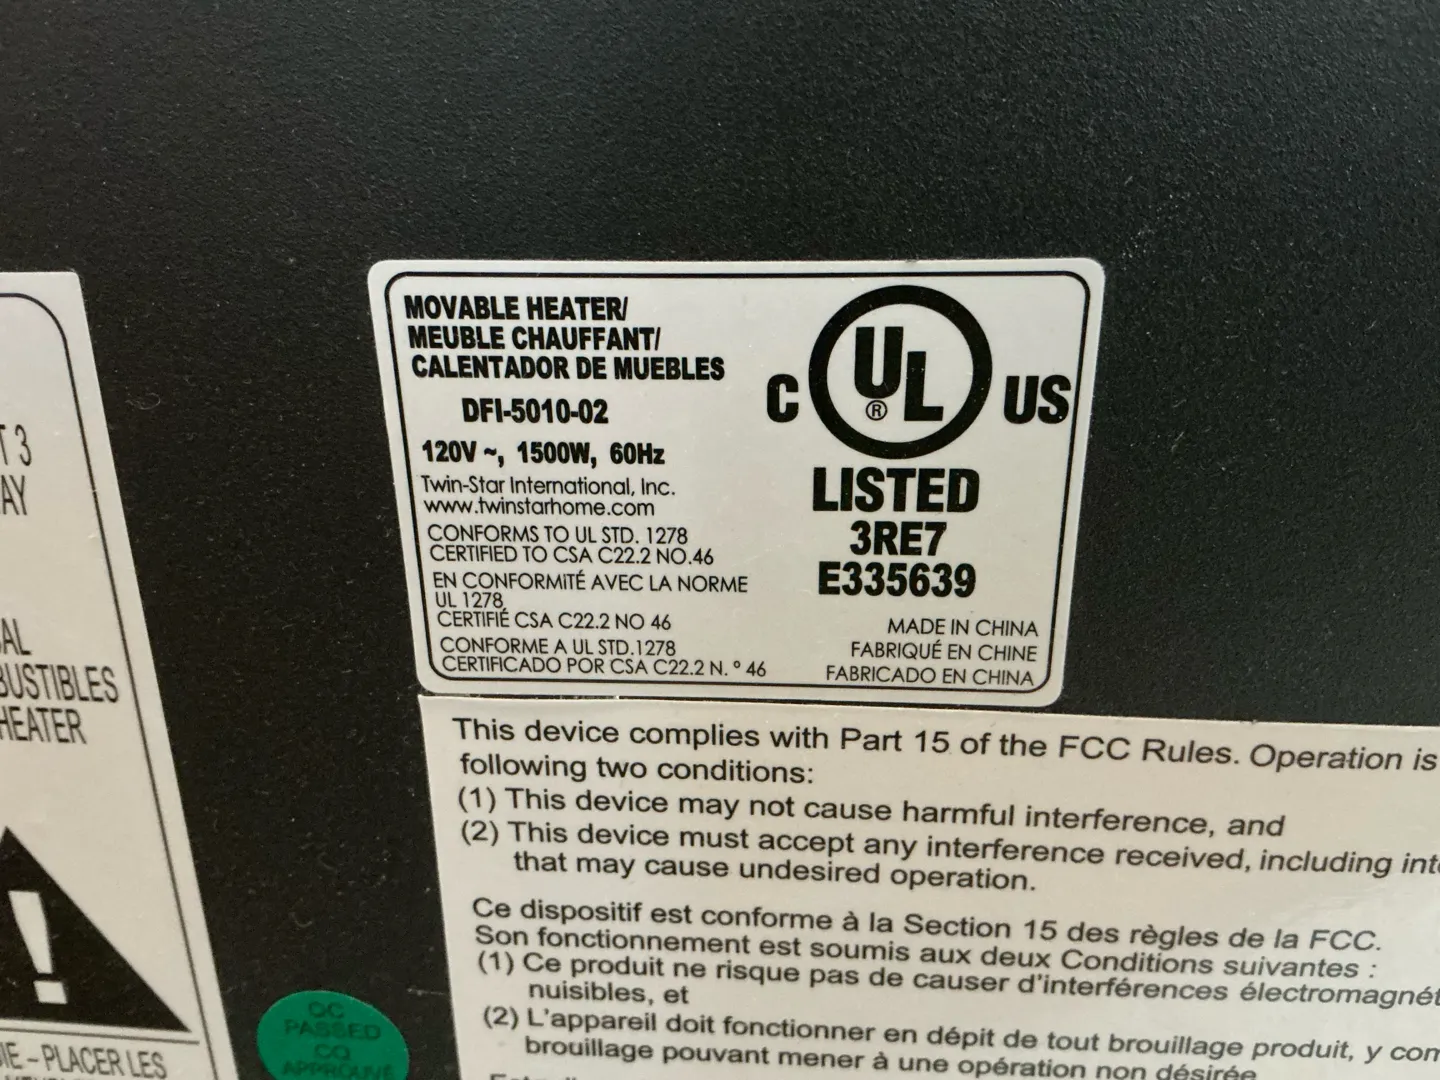 MOVABLE HEATER/
MEUBLE CHAUFFANT/
CALENTADOR DE MUEBLES
DFI-5010-02
120V ~, 1500W, 60Hz
Twin-Star International, Inc.
www.twinstarhome.com
CONFORMS TO UL STD. 1278
CERTIFIED TO CSA C22.2 NO.46
EN CONFORMITÉ AVEC LA NORME
UL 1278,
CERTIFIÉ CSA C22.2 NO 46
CONFORME A UL STD.1278
CERTIFICADO POR CSA C22.2 N. º 46
C UL ® US
LISTED
3RE7
E335639
MADE IN CHINA
FABRIQUÉ EN CHINE
FABRICADO EN CHINA
This device complies with Part 15 of the FCC Rules. Operation is
following two conditions:
(1) This device may not cause harmful interference, and
(2) This device must accept any interference received, including
that may cause undesired operation.
Ce dispositif est conforme à la Section 15 des règles de la FCC.
Son fonctionnement est soumis aux deux Conditions suivantes :
(1) Ce produit ne risque pas de causer d'interférences
nuisibles, et
(2) L'appareil doit fonctionner en dépit de tout brouillage produit, y
brouillage pouvant mener à une opération non désirée
3
HEATER
! 
– PLACER LES
QC
PASSED
CQ
APPROUVÉ